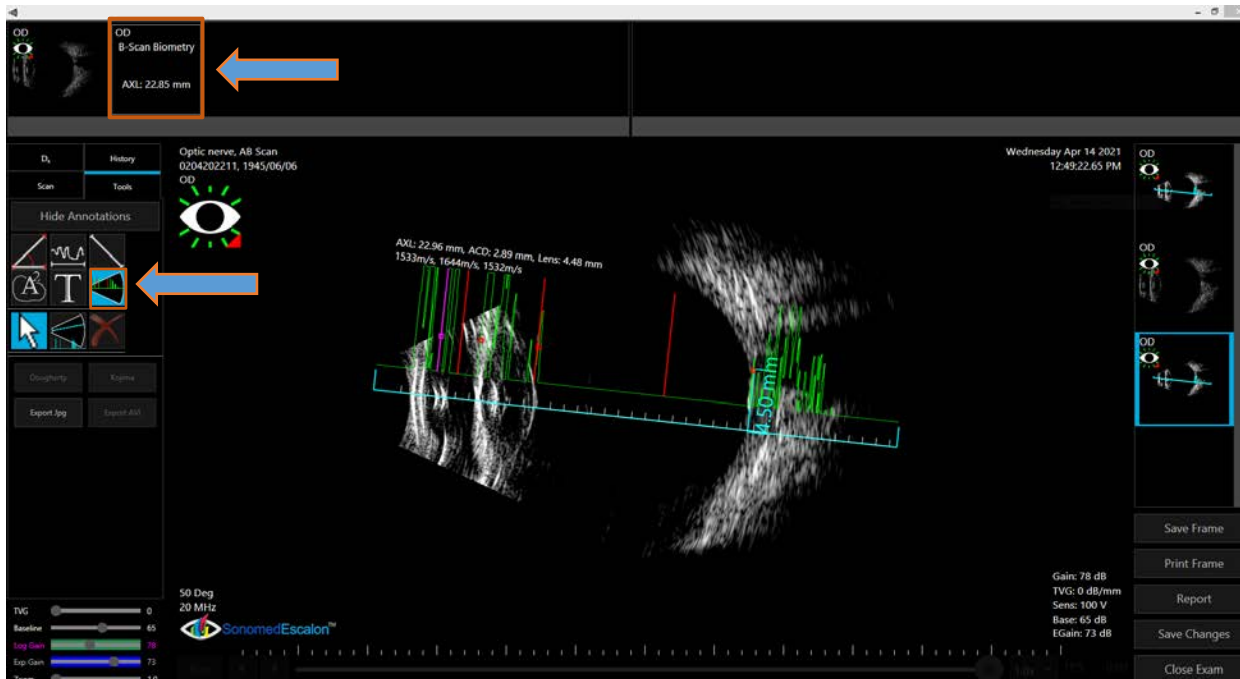 OD
OD
B-Scan Biometry
AXL: 22.85 mm
History
Scan
Tools
Hide Annotations
A2
T
Dougherty
Kojima
Export Jpg
Export AVI
TVG 0
Baseline 65
Log Gain 78
Exp Gain 73
Optic nerve, AB Scan
0204202211, 1945/06/06
OD
Wednesday Apr 14 2021
12:49:22.65 PM
AXL: 22.96 mm, ACD: 2.89 mm, Lens: 4.48 mm
1533m/s, 1644m/s, 1532m/s
4.50 mm
50 Deg
20 MHz
SonomedEscalon™
Gain: 78 dB
TVG: 0 dB/mm
Sens: 100 V
Base: 65 dB
EGain: 73 dB
OD
OD
OD
Save Frame
Print Frame
Report
Save Changes
Close Exam